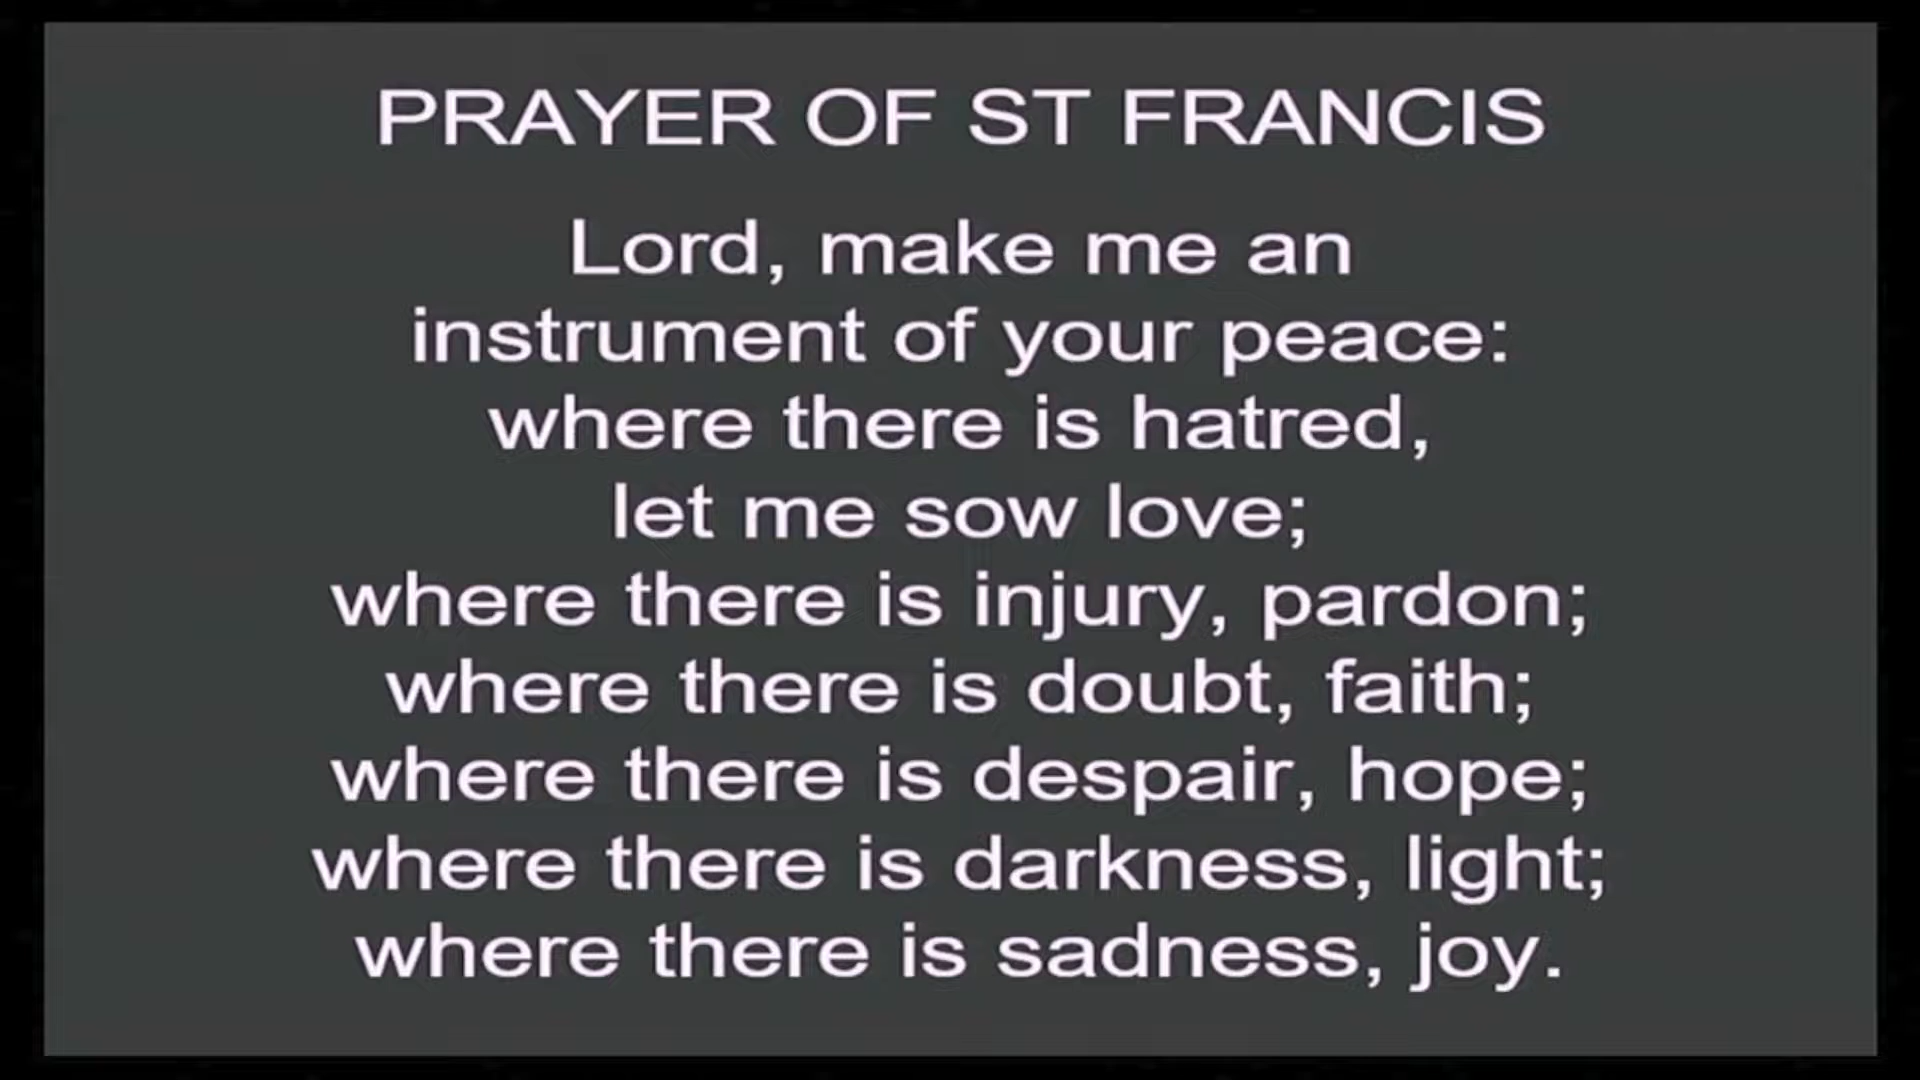 PRAYER OF ST FRANCIS
Lord, make me an
instrument of your peace:
where there is hatred,
let me sow love;
where there is injury, pardon;
where there is doubt, faith;
where there is despair, hope;
where there is darkness, light;
where there is sadness, joy.